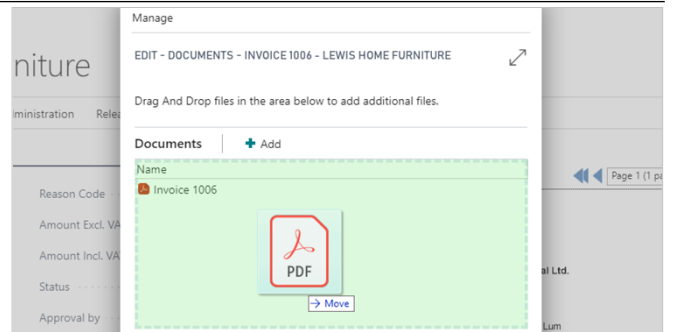 Manage
niture
EDIT - DOCUMENTS - INVOICE 1006 - LEWIS HOME FURNITURE
ministration Relea
Drag And Drop files in the area below to add additional files.
Documents Add
Name
Page 1 (1 pa
Invoice 1006
Reason Code
Amount Excl. VA
PDF
Amount Incl. VA
al Ltd.
Status
Move
Approval by
Lum